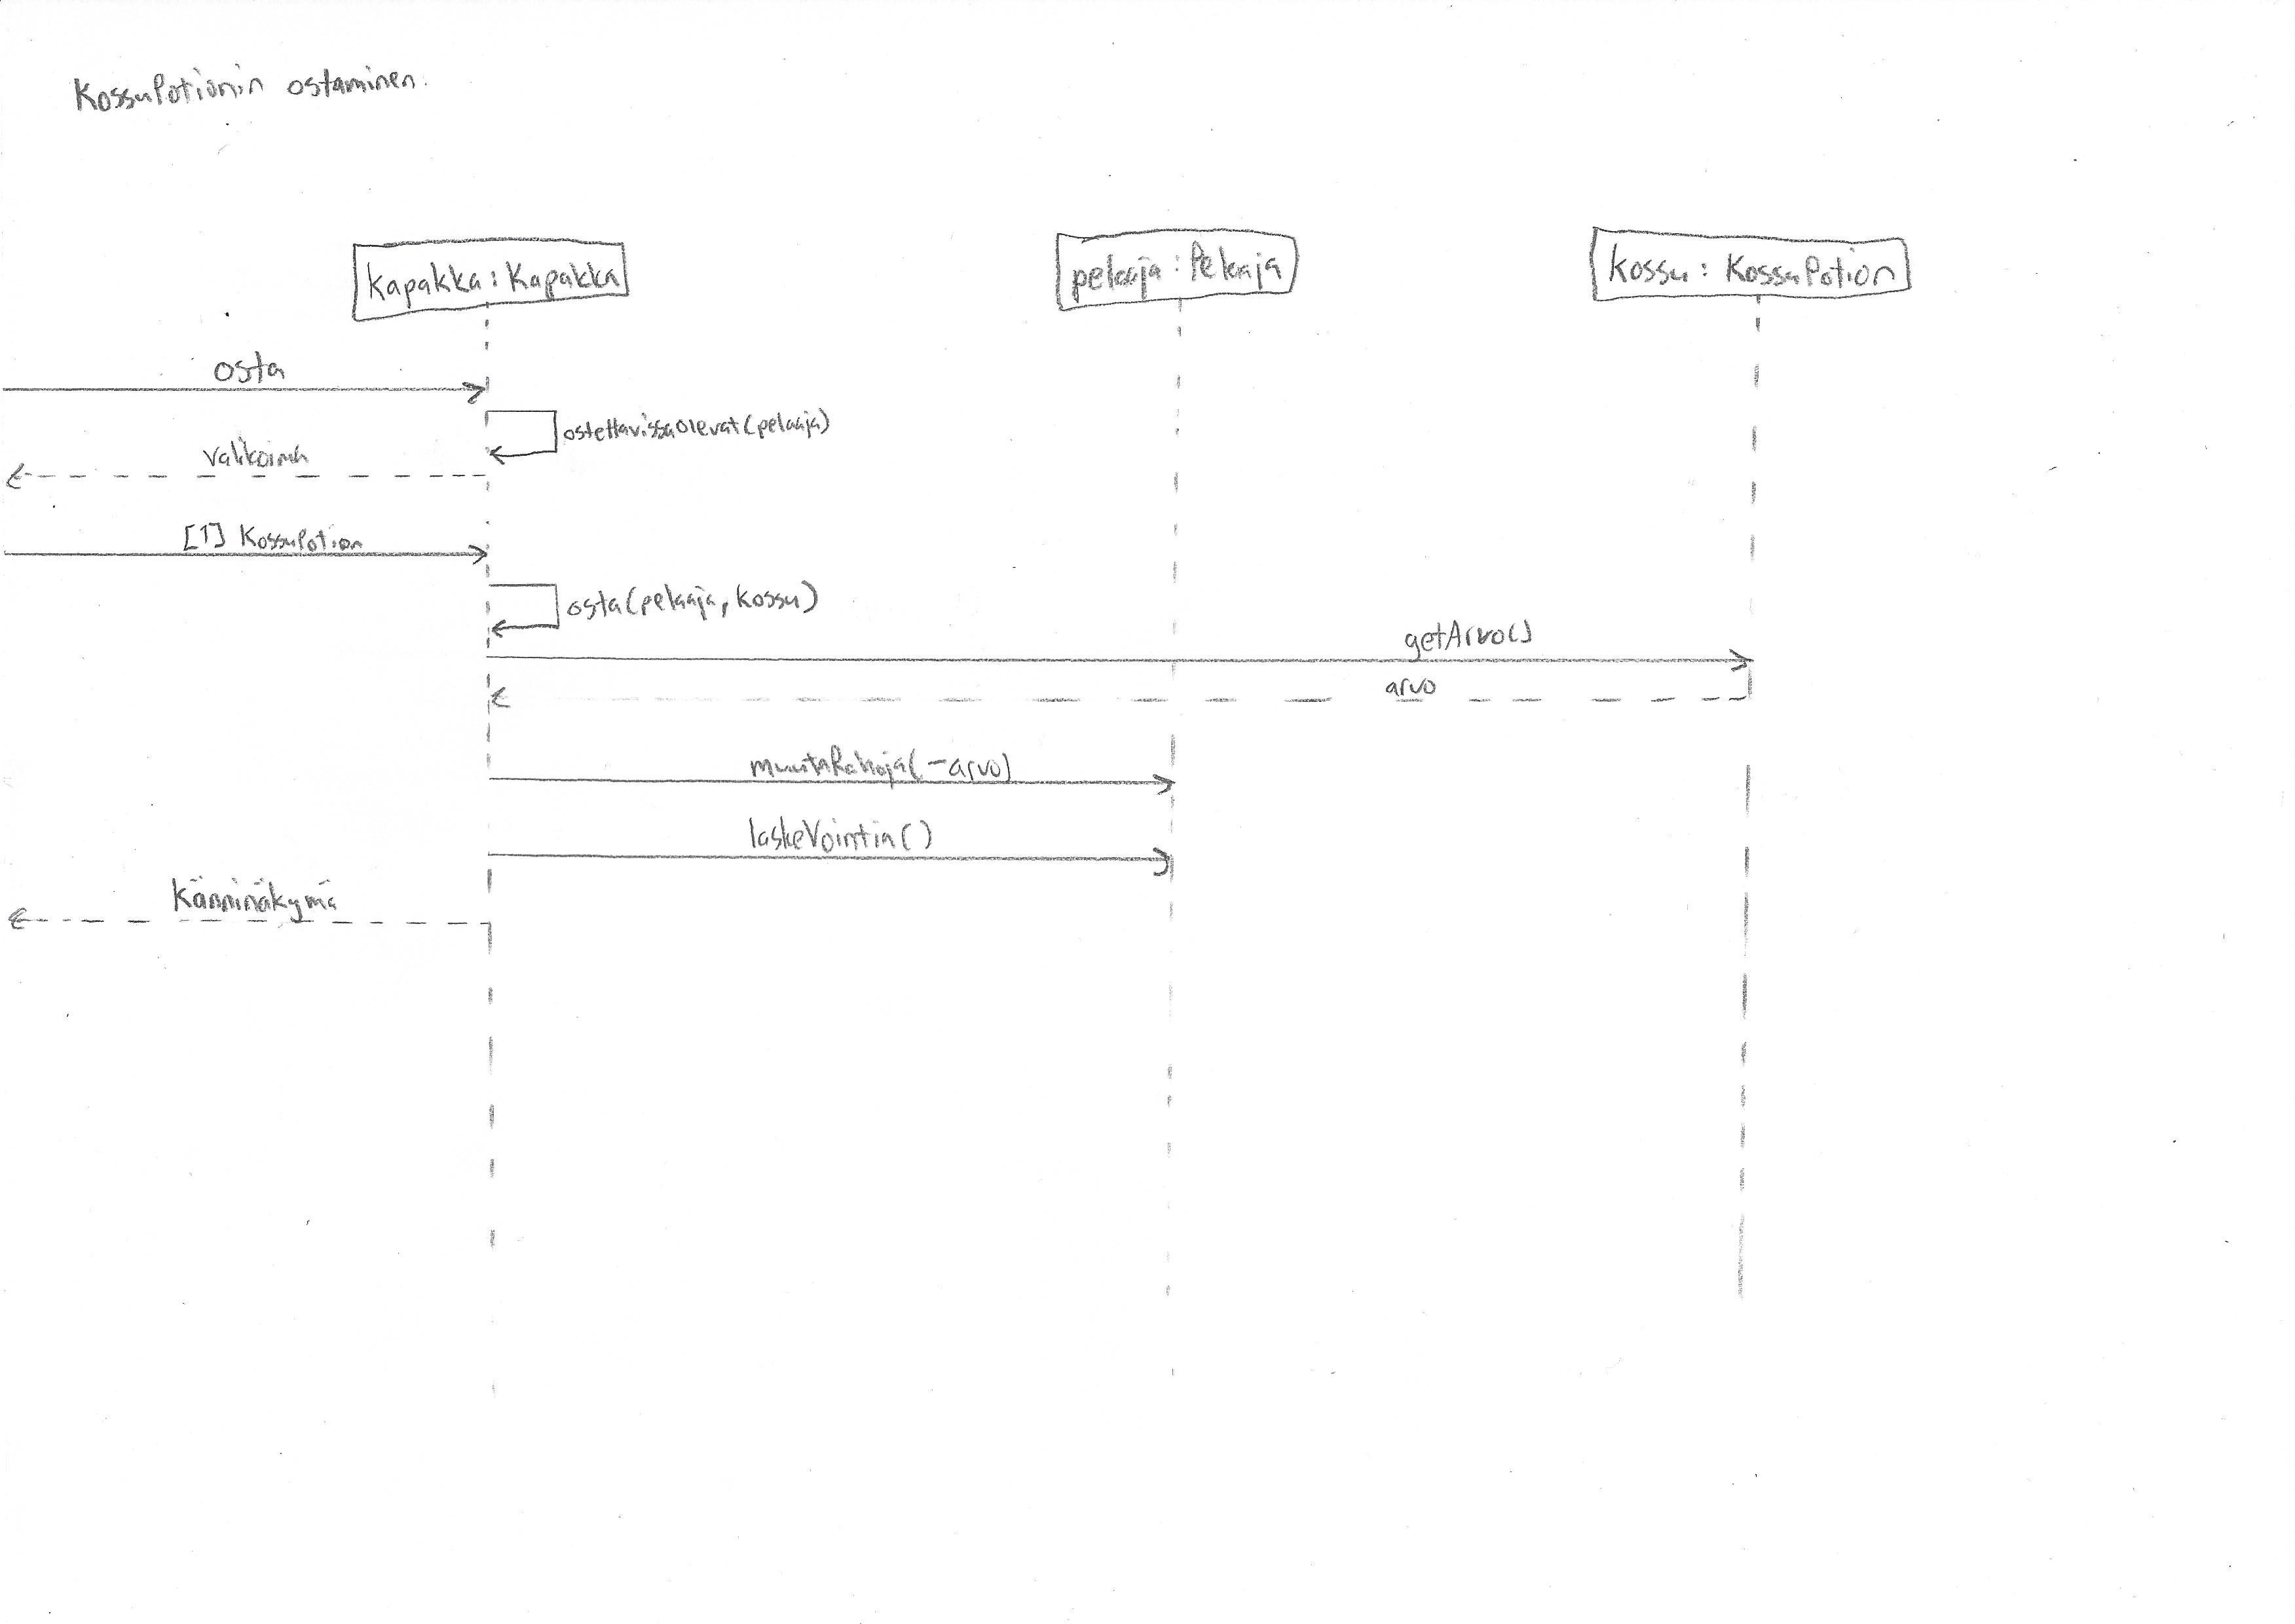 KossuPotionin ostaminen.
kapakka:Kapakka
pelaaja:Pelaaja
kossu: KossuPotion
osta
ostettavissaOlevat(pelaaja)
valikoima
[1] KossuPotion
osta(pelaaja, kossu)
getArvo()
arvo
muutaRahoja(-arvo)
laskeVointia()
Känninäkymä